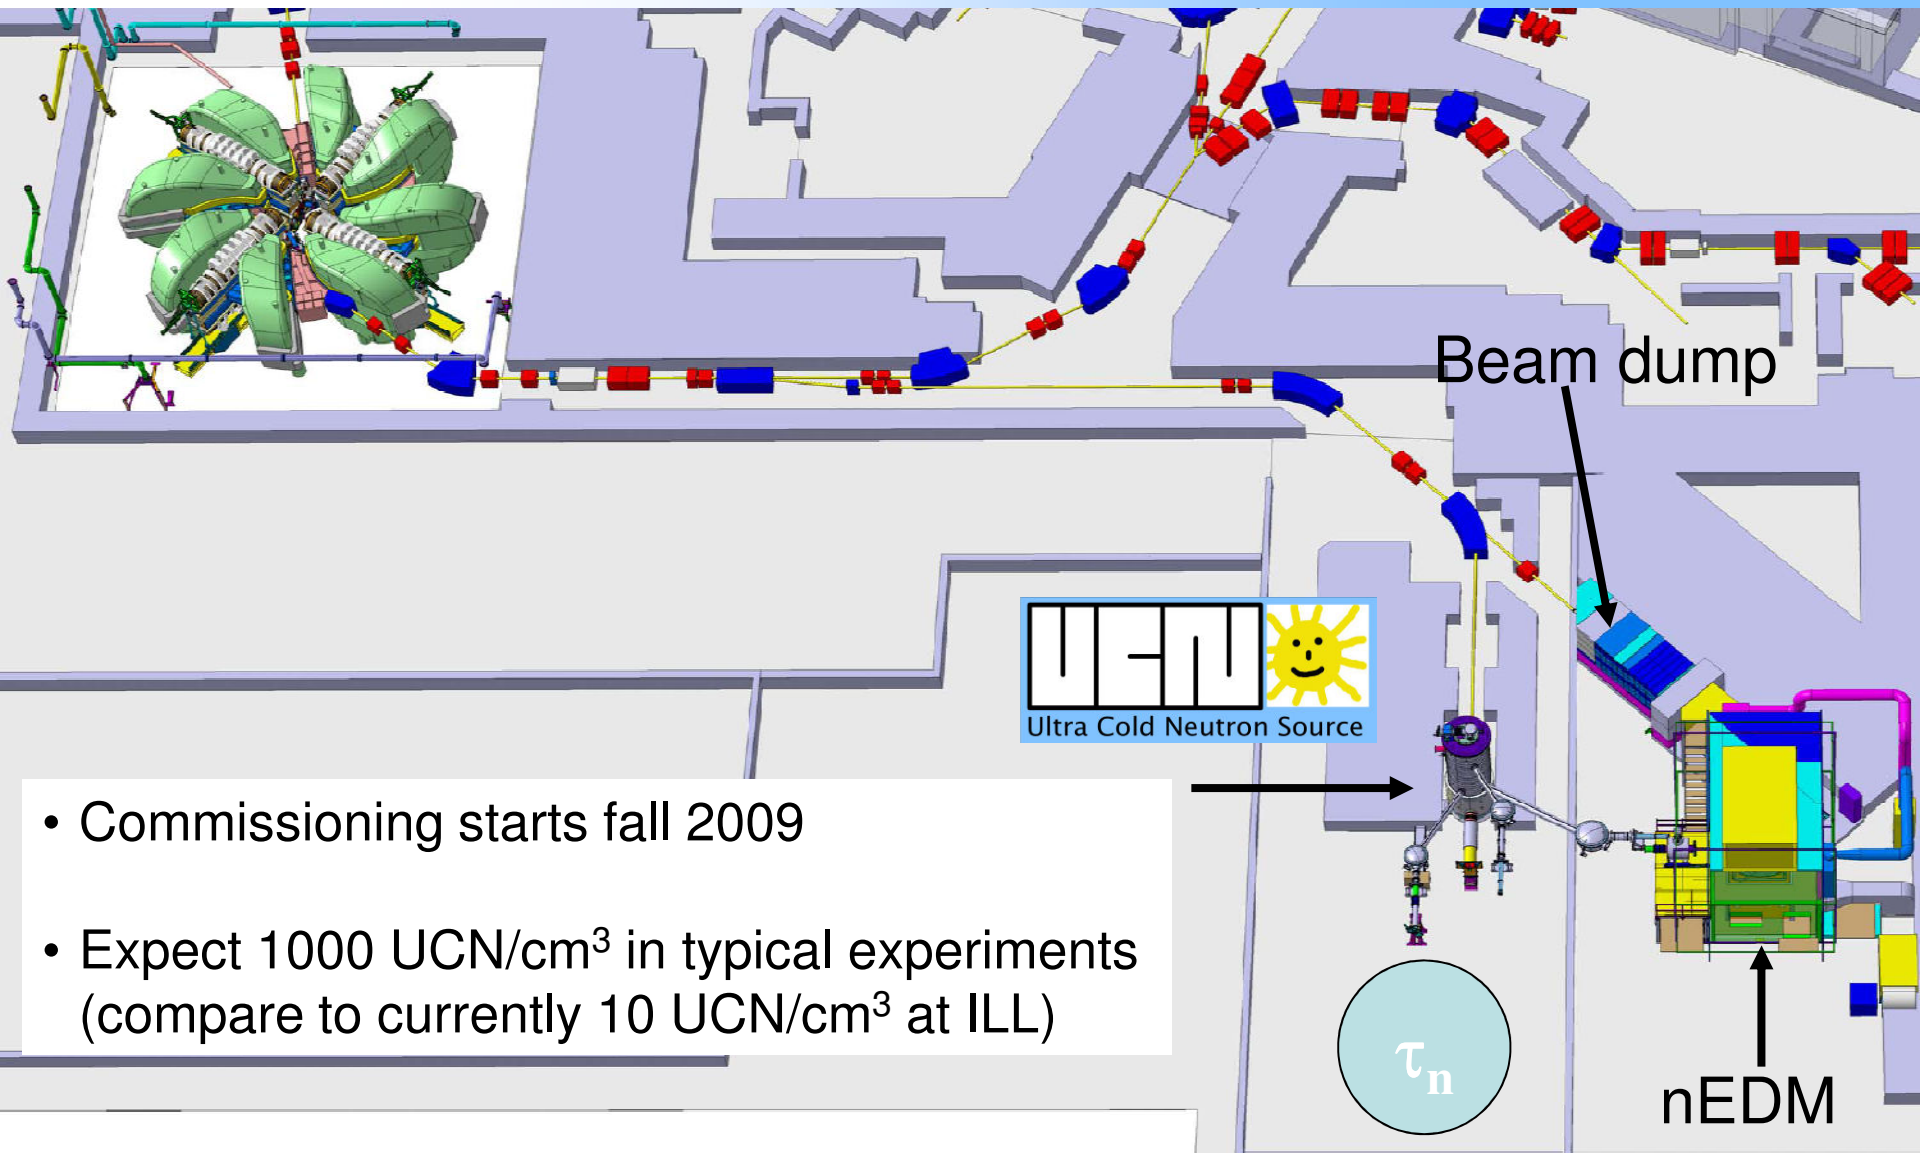 Beam dump
UCN
Ultra Cold Neutron Source
• Commissioning starts fall 2009
• Expect 1000 UCN/cm³ in typical experiments
(compare to currently 10 UCN/cm³ at ILL)
τₙ
nEDM